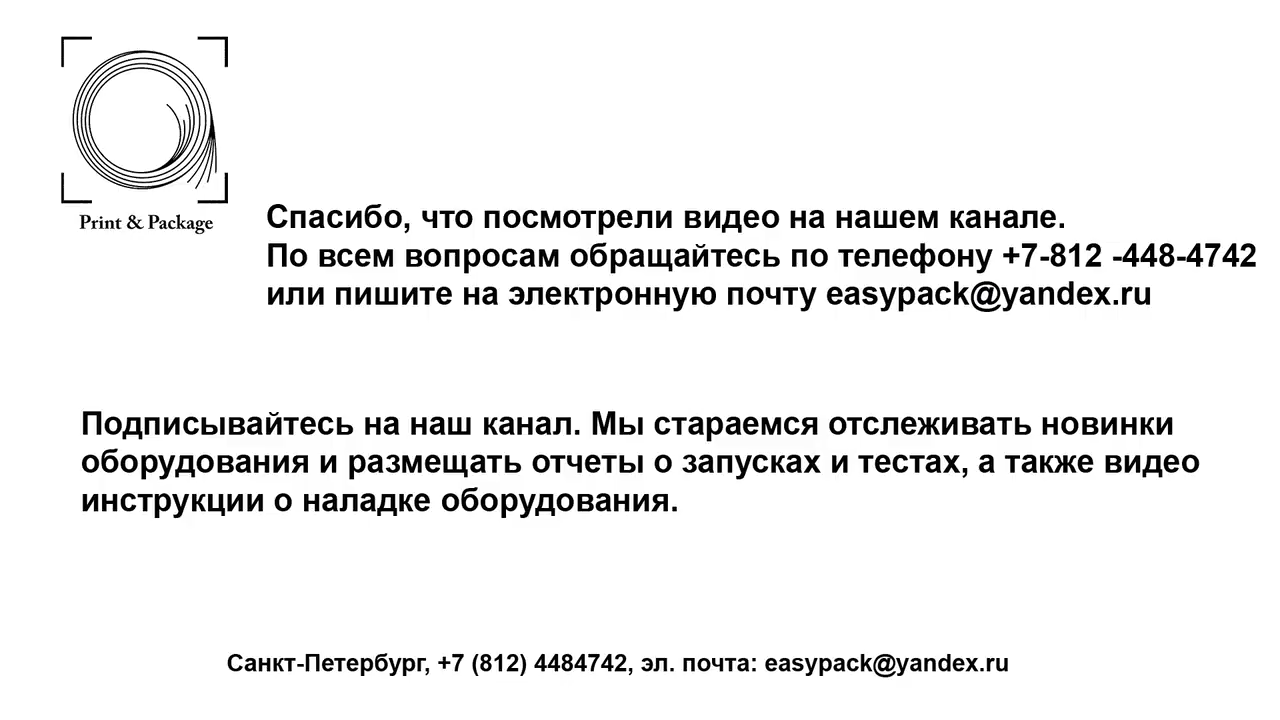 Print & Package
Спасибо, что посмотрели видео на нашем канале.
По всем вопросам обращайтесь по телефону +7-812 -448-4742
или пишите на электронную почту easypack@yandex.ru
Подписывайтесь на наш канал. Мы стараемся отслеживать новинки
оборудования и размещать отчеты о запусках и тестах, а также видео
инструкции о наладке оборудования.
Санкт-Петербург, +7 (812) 4484742, эл. почта: easypack@yandex.ru